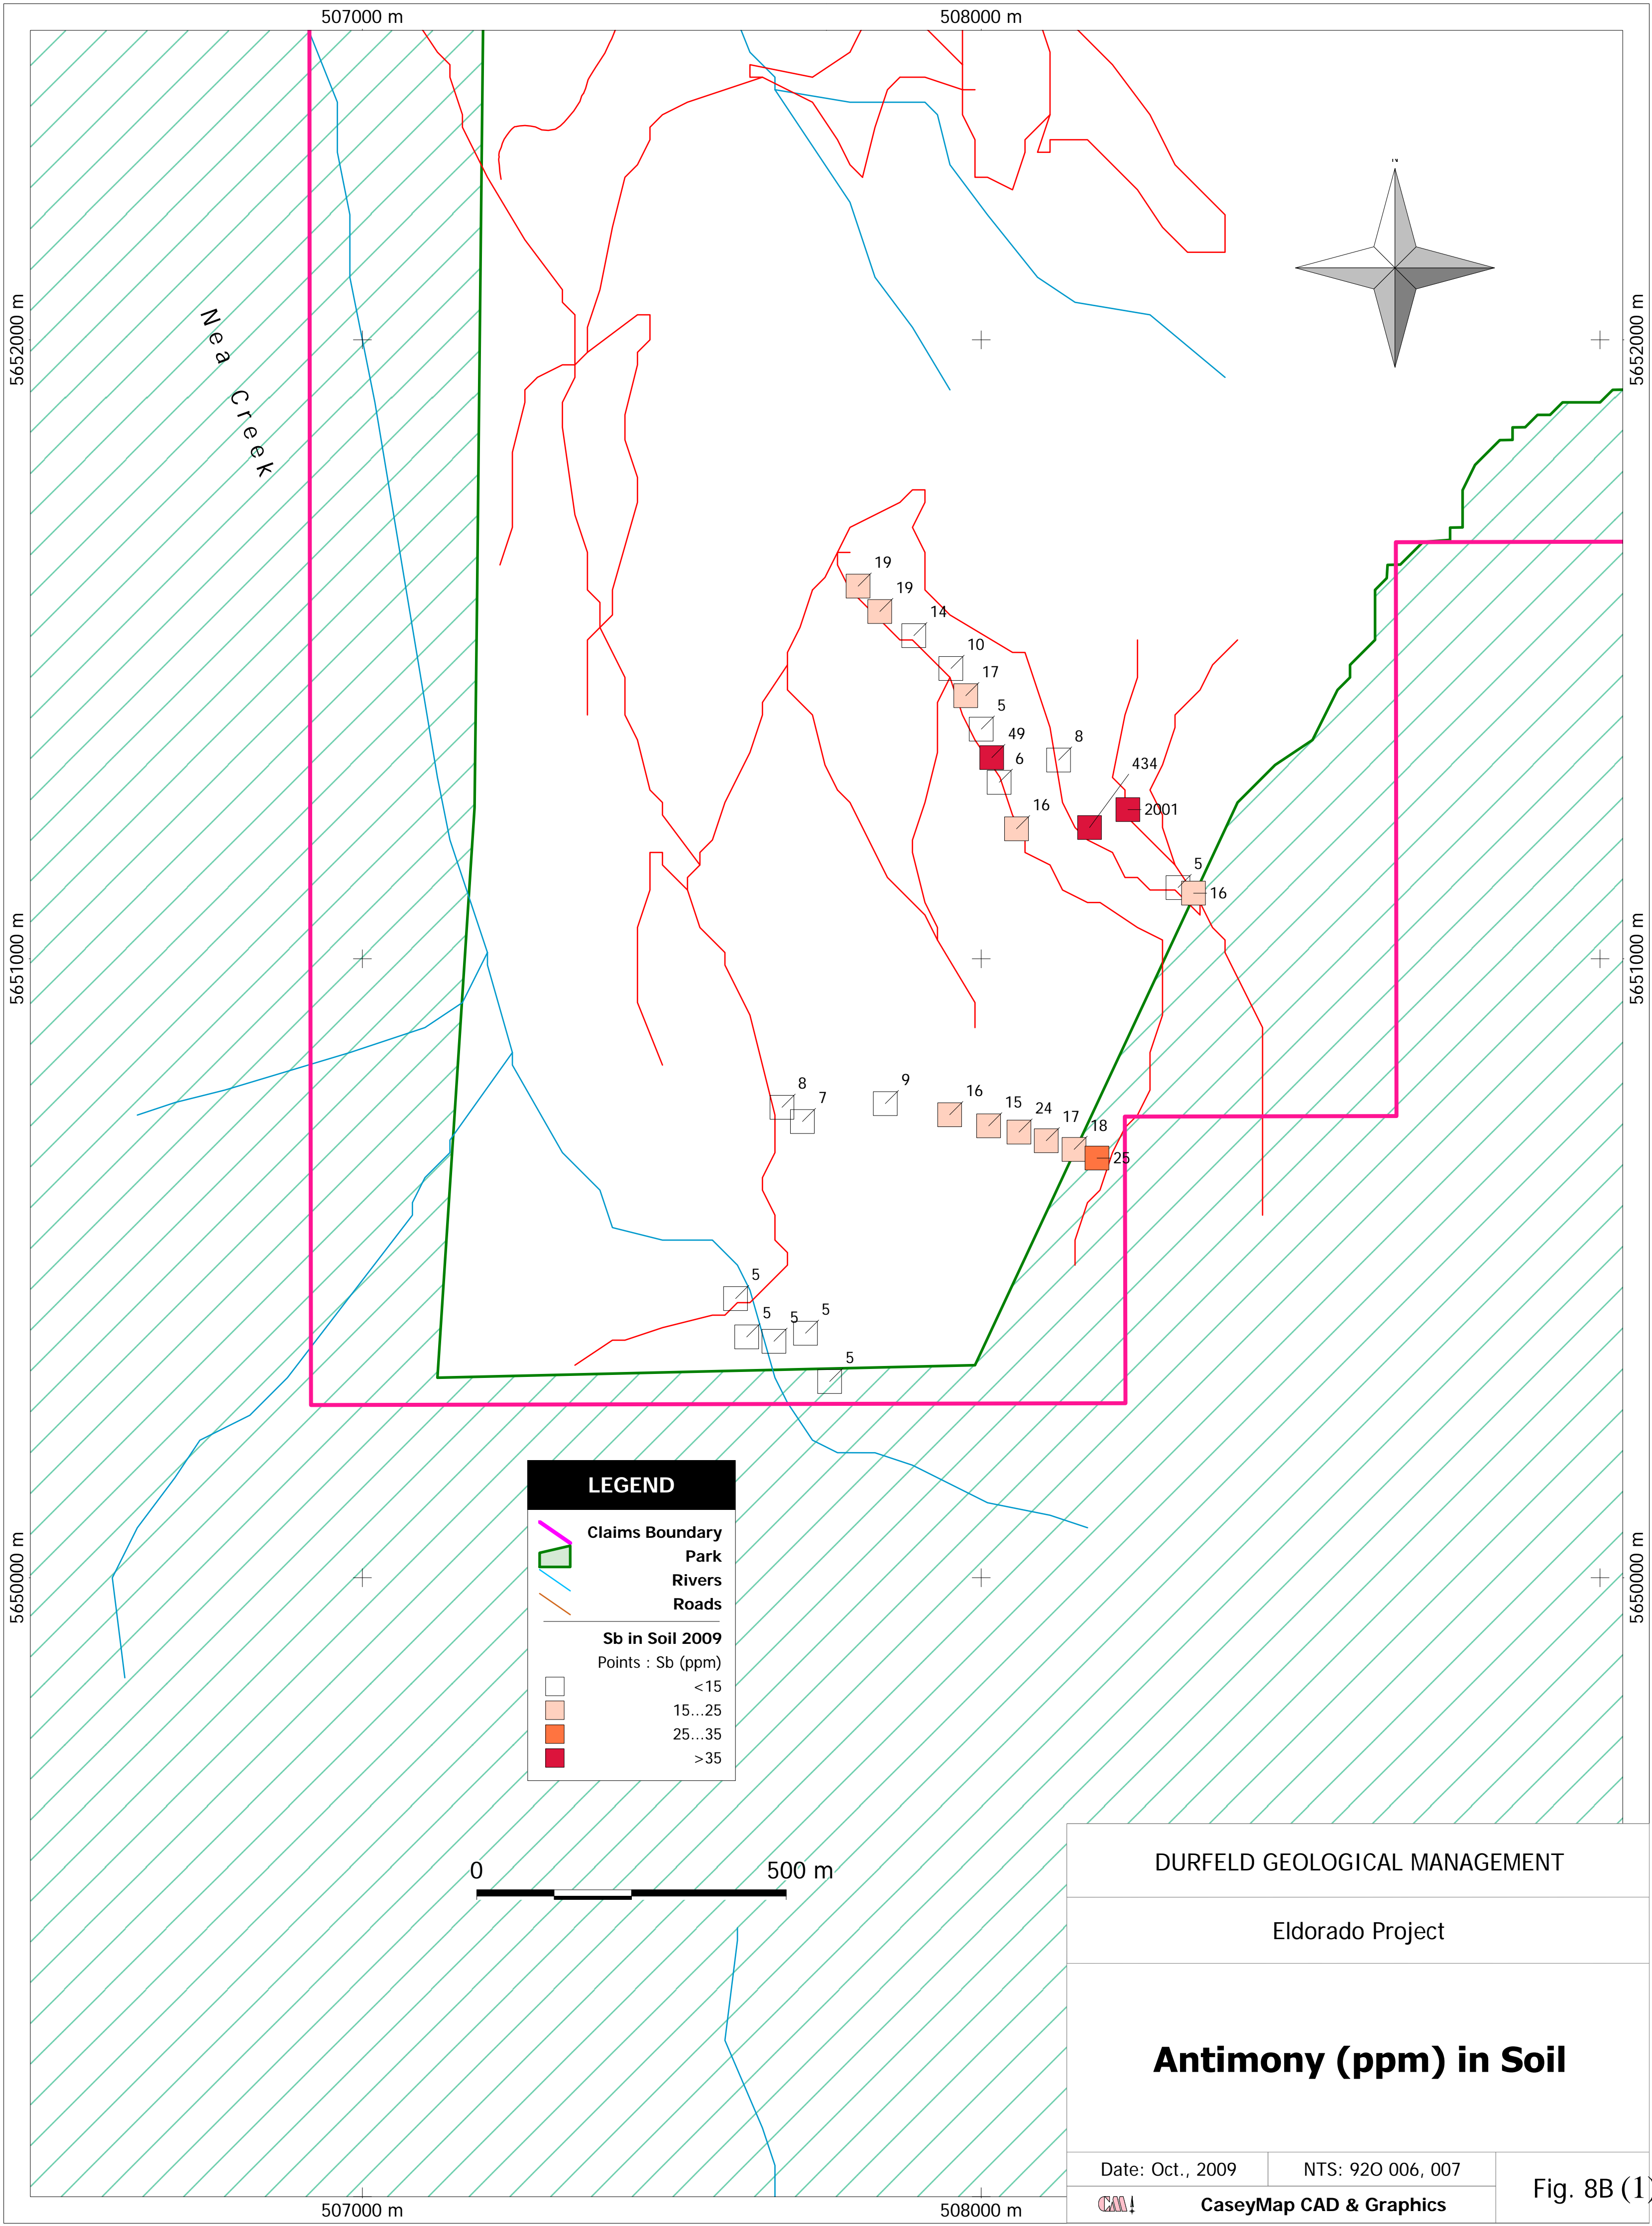 507000 m 508000 m
N
5652000 m 5652000 m
Nea Creek
19
19
14
10
17
5
49
8
6
434
16
2001
5
16
5651000 m 5651000 m
8
7
9
16
15
24
17
18
25
5
5
5
5
5
LEGEND
Claims Boundary
Park
Rivers
Roads
Sb in Soil 2009
Points : Sb (ppm)
<15
15...25
25...35
>35
5650000 m 5650000 m
0 500 m
DURFELD GEOLOGICAL MANAGEMENT
Eldorado Project
Antimony (ppm) in Soil
Date: Oct., 2009 NTS: 92O 006, 007
Fig. 8B (1)
CaseyMap CAD & Graphics
507000 m 508000 m